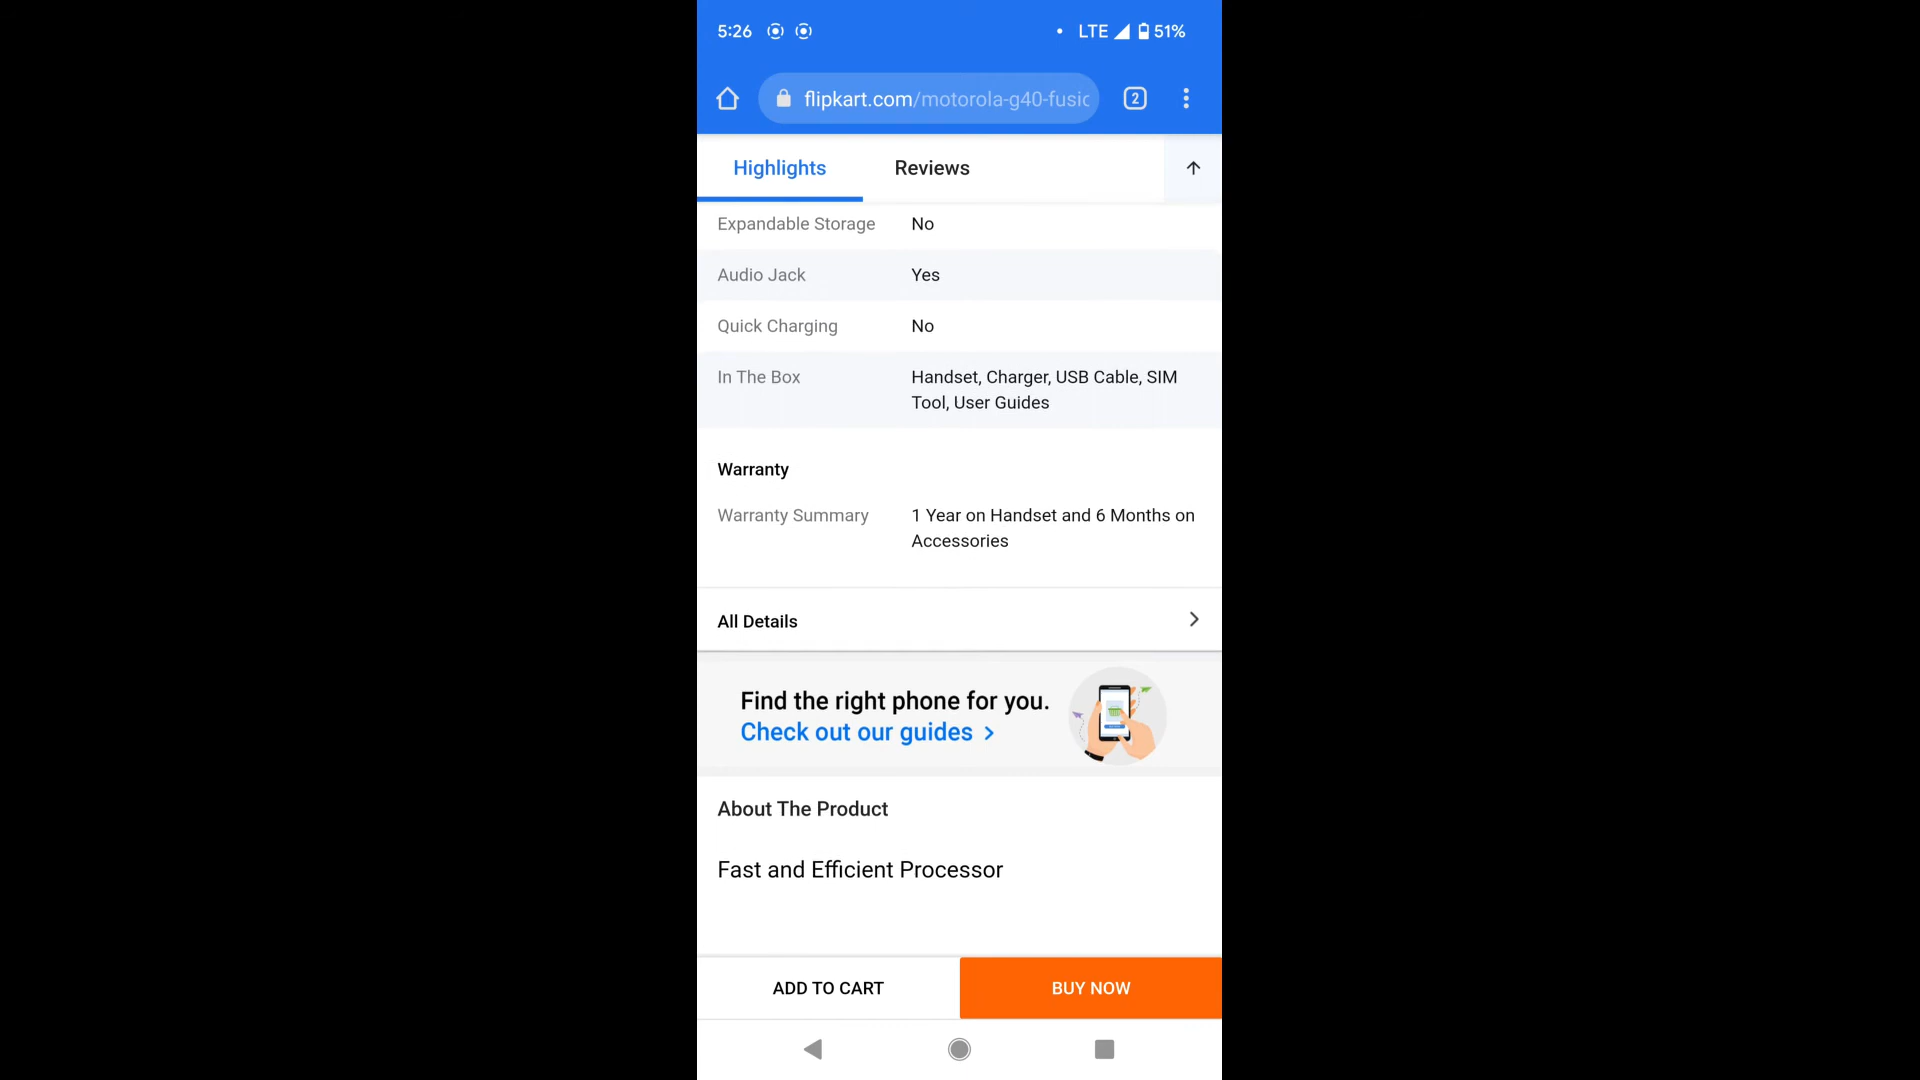 5:26 LTE 51%
flipkart.com/motorola-g40-fusic 2
Highlights Reviews
Expandable Storage No
Audio Jack Yes
Quick Charging No
In The Box Handset, Charger, USB Cable, SIM
Tool, User Guides
Warranty
Warranty Summary 1 Year on Handset and 6 Months on
Accessories
All Details
Find the right phone for you.
Check out our guides >
About The Product
Fast and Efficient Processor
ADD TO CART BUY NOW